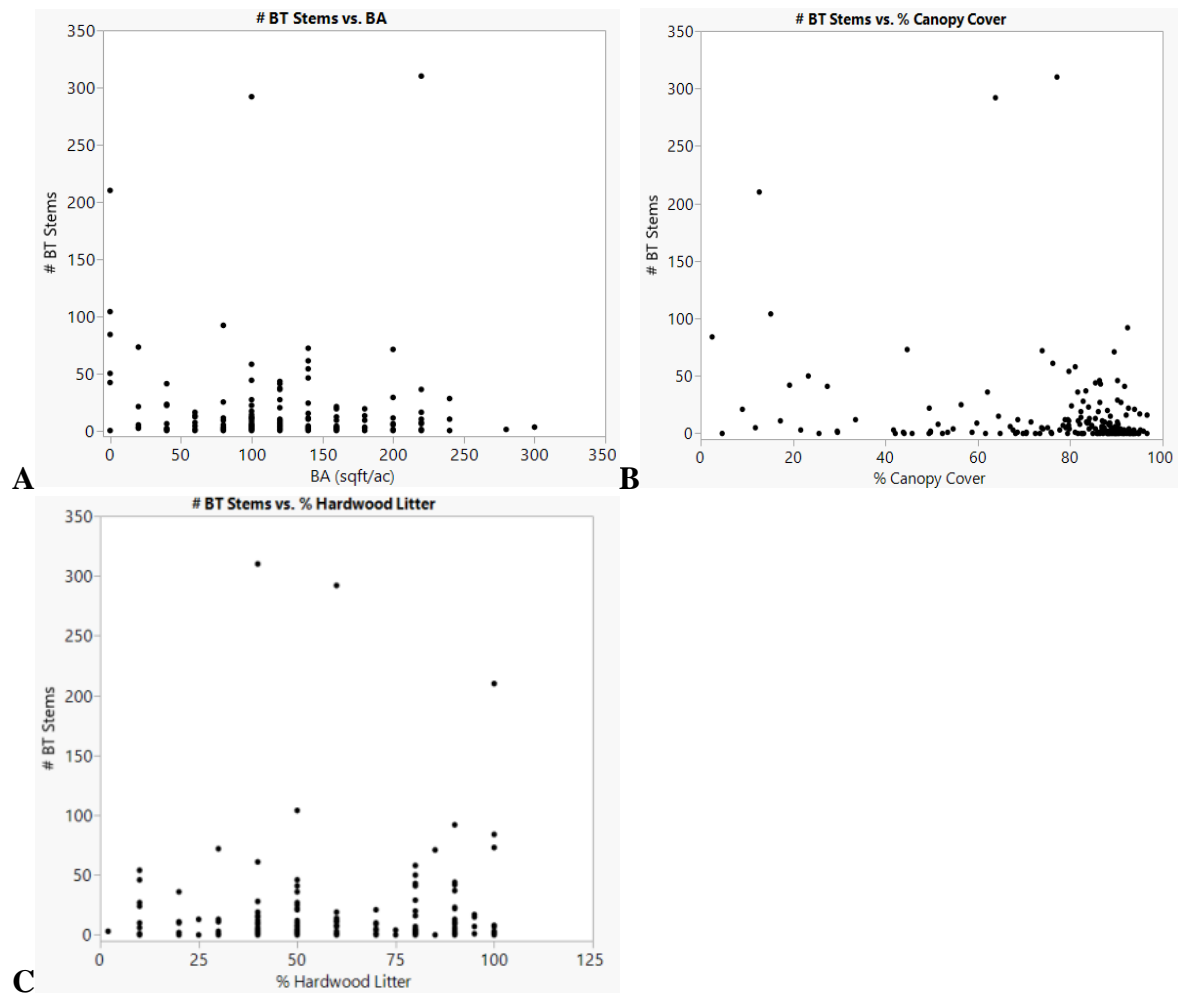 # BT Stems vs. BA
350
300
250
200
150
100
50
0
# BT Stems
0 50 100 150 200 250 300 350
BA (sqft/ac)
A
# BT Stems vs. % Canopy Cover
350
300
250
200
150
100
50
0
# BT Stems
0 20 40 60 80 100
% Canopy Cover
B
# BT Stems vs. % Hardwood Litter
350
300
250
200
150
100
50
0
# BT Stems
0 25 50 75 100 125
% Hardwood Litter
C